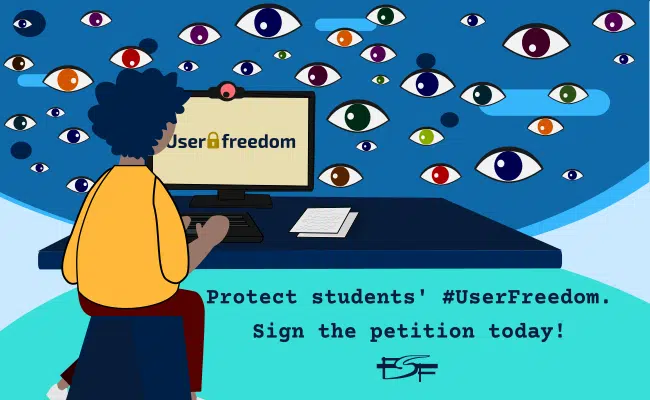 User freedom
Protect students' #UserFreedom.
Sign the petition today!
FSF